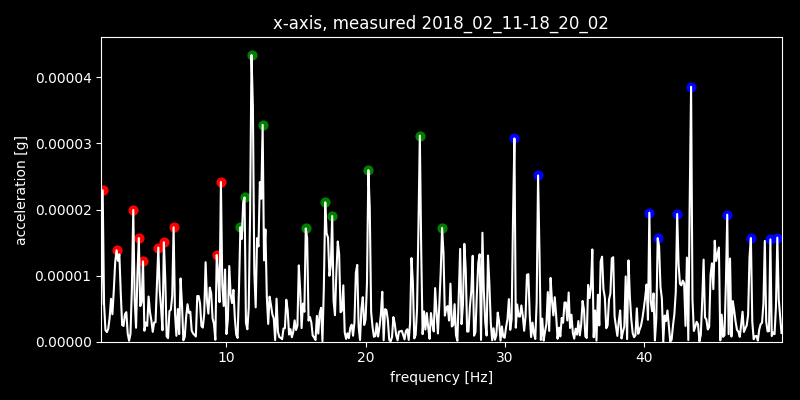 x-axis, measured 2018_02_11-18_20_02
0.00004
0.00003
0.00002
0.00001
0.00000
acceleration [g]
10 20 30 40
frequency [Hz]